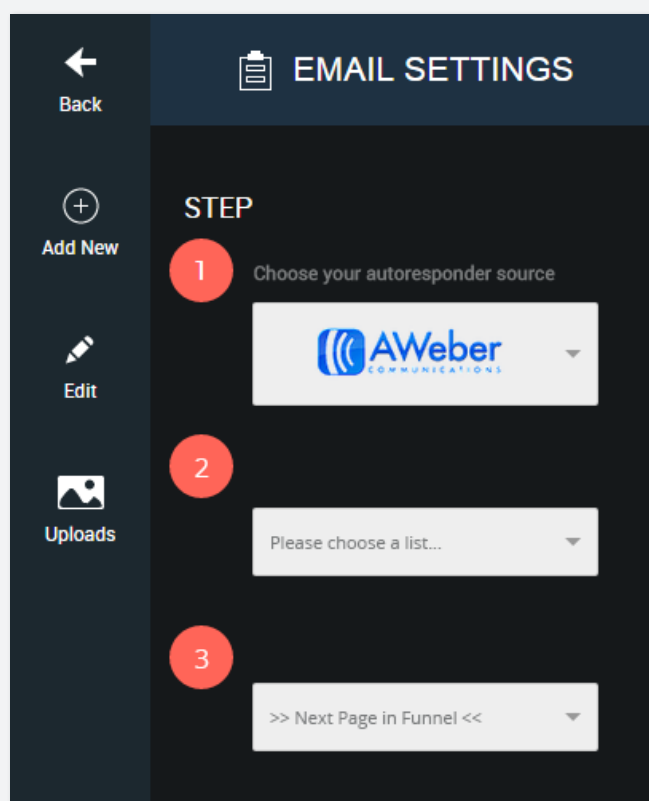 Back
EMAIL SETTINGS
Add New
STEP
1
Choose your autoresponder source
AWeber
COMMUNICATIONS
Edit
2
Uploads
Please choose a list...
3
>> Next Page in Funnel <<